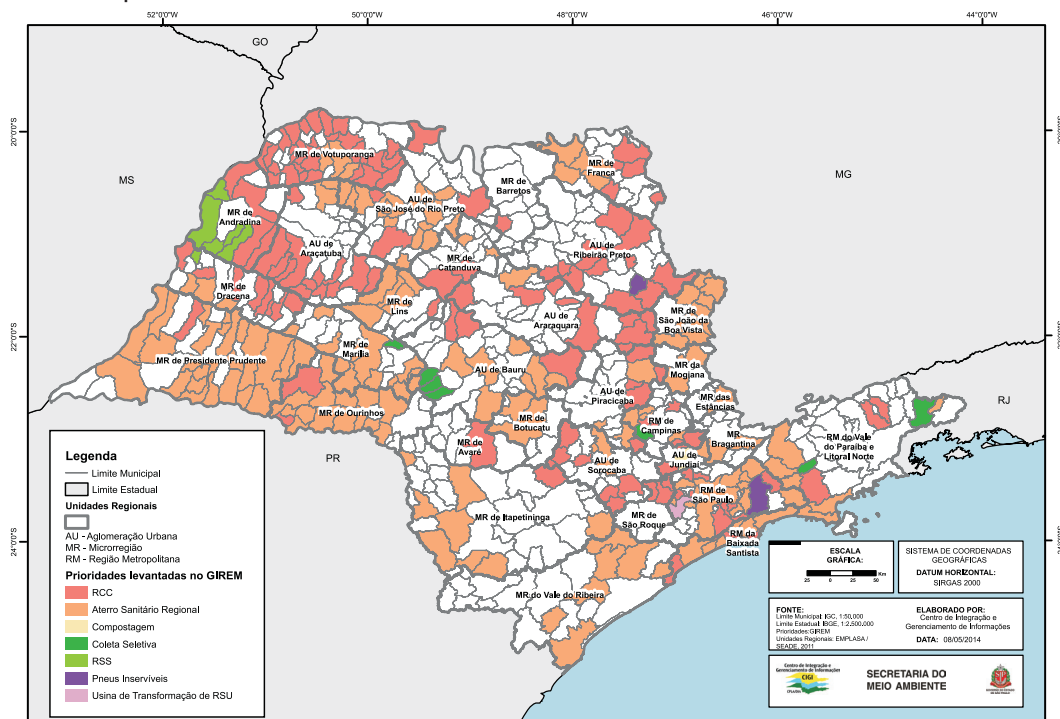 52°0'0"W
50°0'0"W
48°0'0"W
46°0'0"W
44°0'0"W
GO
20°0'0"S
MS
MG
MR de Votuporanga
MR de
Franca
MR de
Barretos
AU de
São José do Rio Preto
MR de
Andradina
AU de
Araçatuba
AU de
Ribeirão Preto
MR de
Catanduva
MR de
Dracena
MR de
Lins
AU de
Araraquara
MR de
São João da
Boa Vista
22°0'0"S
MR de Presidente Prudente
MR de
Marília
AU de Bauru
MR da
Mogiana
AU de
Piracicaba
MR das
Estâncias
MR de Ourinhos
MR de
Botucatu
RM de
Campinas
MR
Bragantina
RM do Vale
do Paraíba e
Litoral Norte
RJ
MR de
Avaré
AU de
Sorocaba
AU de
Jundiaí
PR
RM de
São Paulo
MR de Itapetininga
MR de
São Roque
RM da
Baixada
Santista
24°0'0"S
MR do Vale do Ribeira
Legenda
Limite Municipal
Limite Estadual
Unidades Regionais
AU - Aglomeração Urbana
MR - Microrregião
RM - Região Metropolitana
Prioridades levantadas no GIREM
RCC
Aterro Sanitário Regional
Compostagem
Coleta Seletiva
RSS
Pneus Inservíveis
Usina de Transformação de RSU
ESCALA
GRÁFICA:
25 0 25 50 Km
SISTEMA DE COORDENADAS
GEOGRÁFICAS
DATUM HORIZONTAL:
SIRGAS 2000
FONTE:
Limite Municipal: IGC, 1:50,000
Limite Estadual: IBGE, 1:2,500,000
Prioridades:GIREM
Unidades Regionais: EMPLASA /
SEADE, 2011
ELABORADO POR:
Centro de Integração e
Gerenciamento de Informações
DATA: 08/05/2014
Centro de Integração e
Gerenciamento de Informações
CIGI
CPLA/SMA
SECRETARIA DO
MEIO AMBIENTE